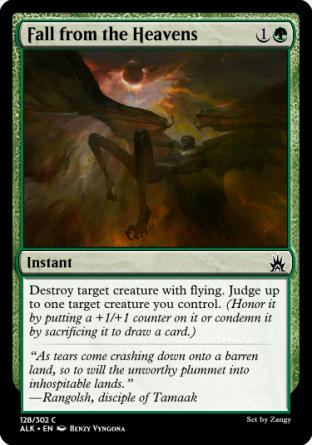 Fall from the Heavens 1
Instant
Destroy target creature with flying. Judge up
to one target creature you control. (Honor it
by putting a +1/+1 counter on it or condemn it
by sacrificing it to draw a card.)
“As tears come crashing down onto a barren
land, so to will the unworthy plummet into
inhospitable lands.”
—Rangolsh, disciple of Tamaak
128/302 C
Set by Zangy
ALK • EN Benzy Vyngona